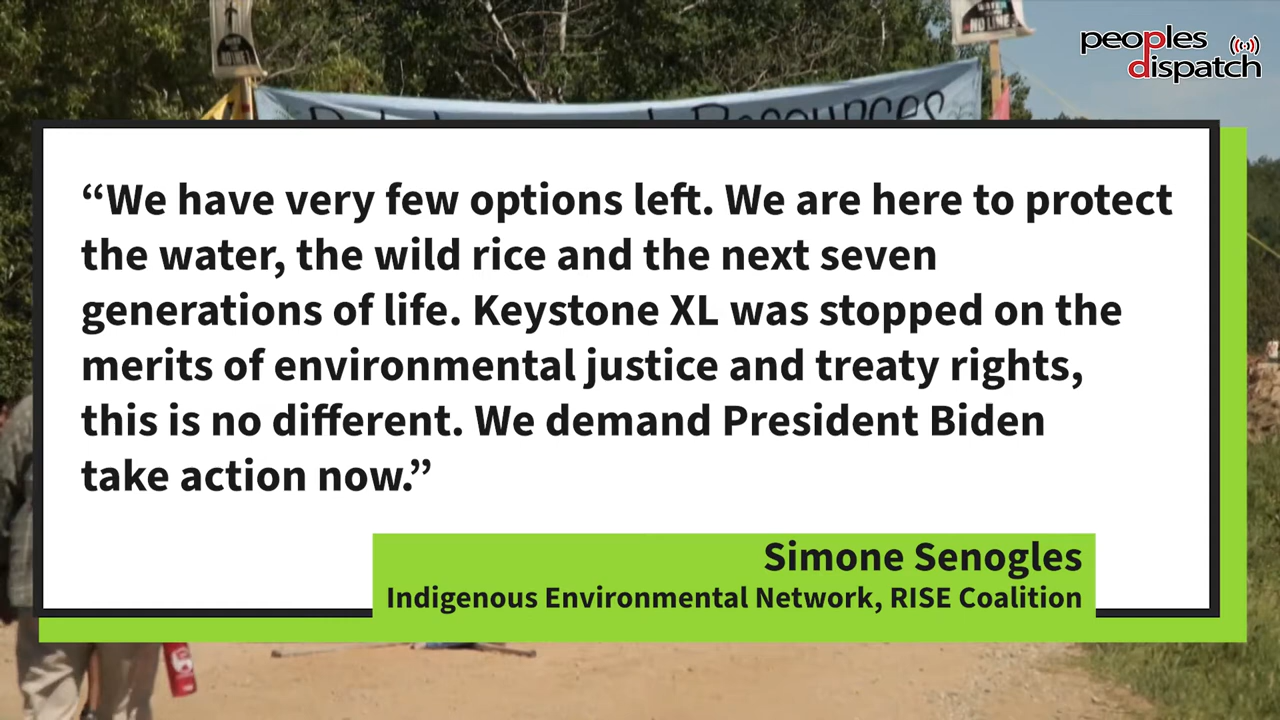 peoples
dispatch
Resources
“We have very few options left. We are here to protect
the water, the wild rice and the next seven
generations of life. Keystone XL was stopped on the
merits of environmental justice and treaty rights,
this is no different. We demand President Biden
take action now.”
Simone Senogles
Indigenous Environmental Network, RISE Coalition